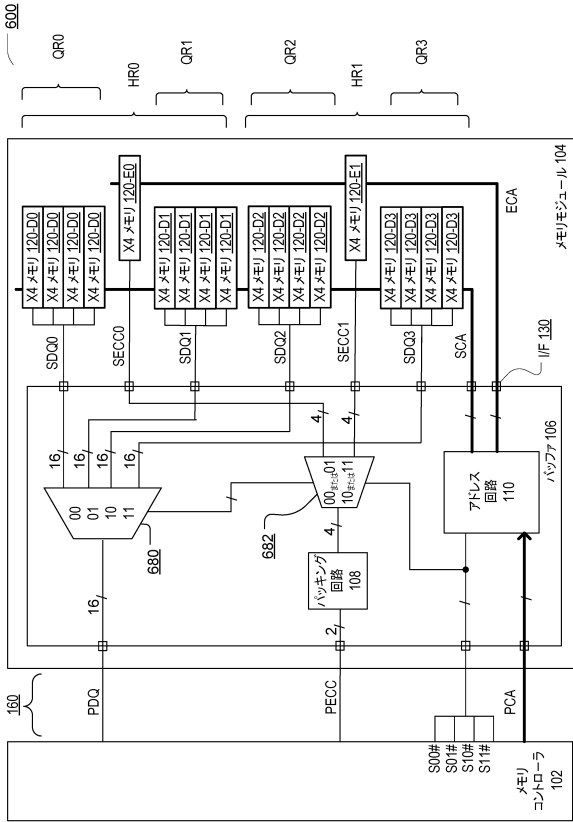 600
QR0
HR0
QR1
QR2
HR1
QR3
X4 メモリ 120-D0
X4 メモリ 120-D0
X4 メモリ 120-D0
X4 メモリ 120-D0
X4 メモリ 120-E0
X4 メモリ 120-D1
X4 メモリ 120-D1
X4 メモリ 120-D1
X4 メモリ 120-D1
X4 メモリ 120-D2
X4 メモリ 120-D2
X4 メモリ 120-D2
X4 メモリ 120-D2
X4 メモリ 120-E1
X4 メモリ 120-D3
X4 メモリ 120-D3
X4 メモリ 120-D3
X4 メモリ 120-D3
ECA
メモリモジュール 104
SDQ0
SECC0
SDQ1
SDQ2
SECC1
SDQ3
SCA
I/F 130
16
16
16
16
4
4
00
01
10
11
680
00または01
10または11
682
アドレス
回路
110
バッファ 106
16
4
パッキング
回路
108
2
160
PDQ
PECC
PCA
S00#
S01#
S10#
S11#
メモリ
コントローラ
102